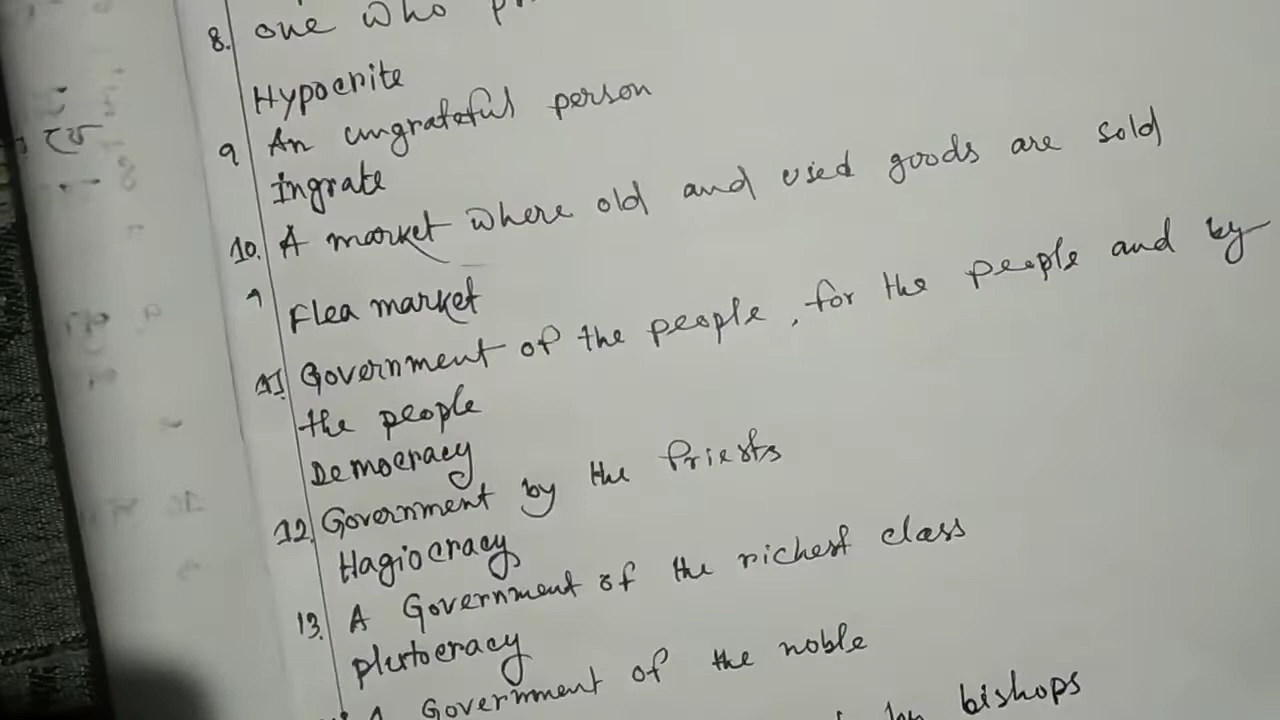 8. one who
Hypocrite
9 An ungrateful person
Ingrate
10. A market where old and used goods are sold
Flea market
11. Government of the people, for the people and by
the people
Democracy
12. Government by the Priests
Hagiocracy
13. A Government of the richest class
plutocracy
A Government of the noble
by bishops